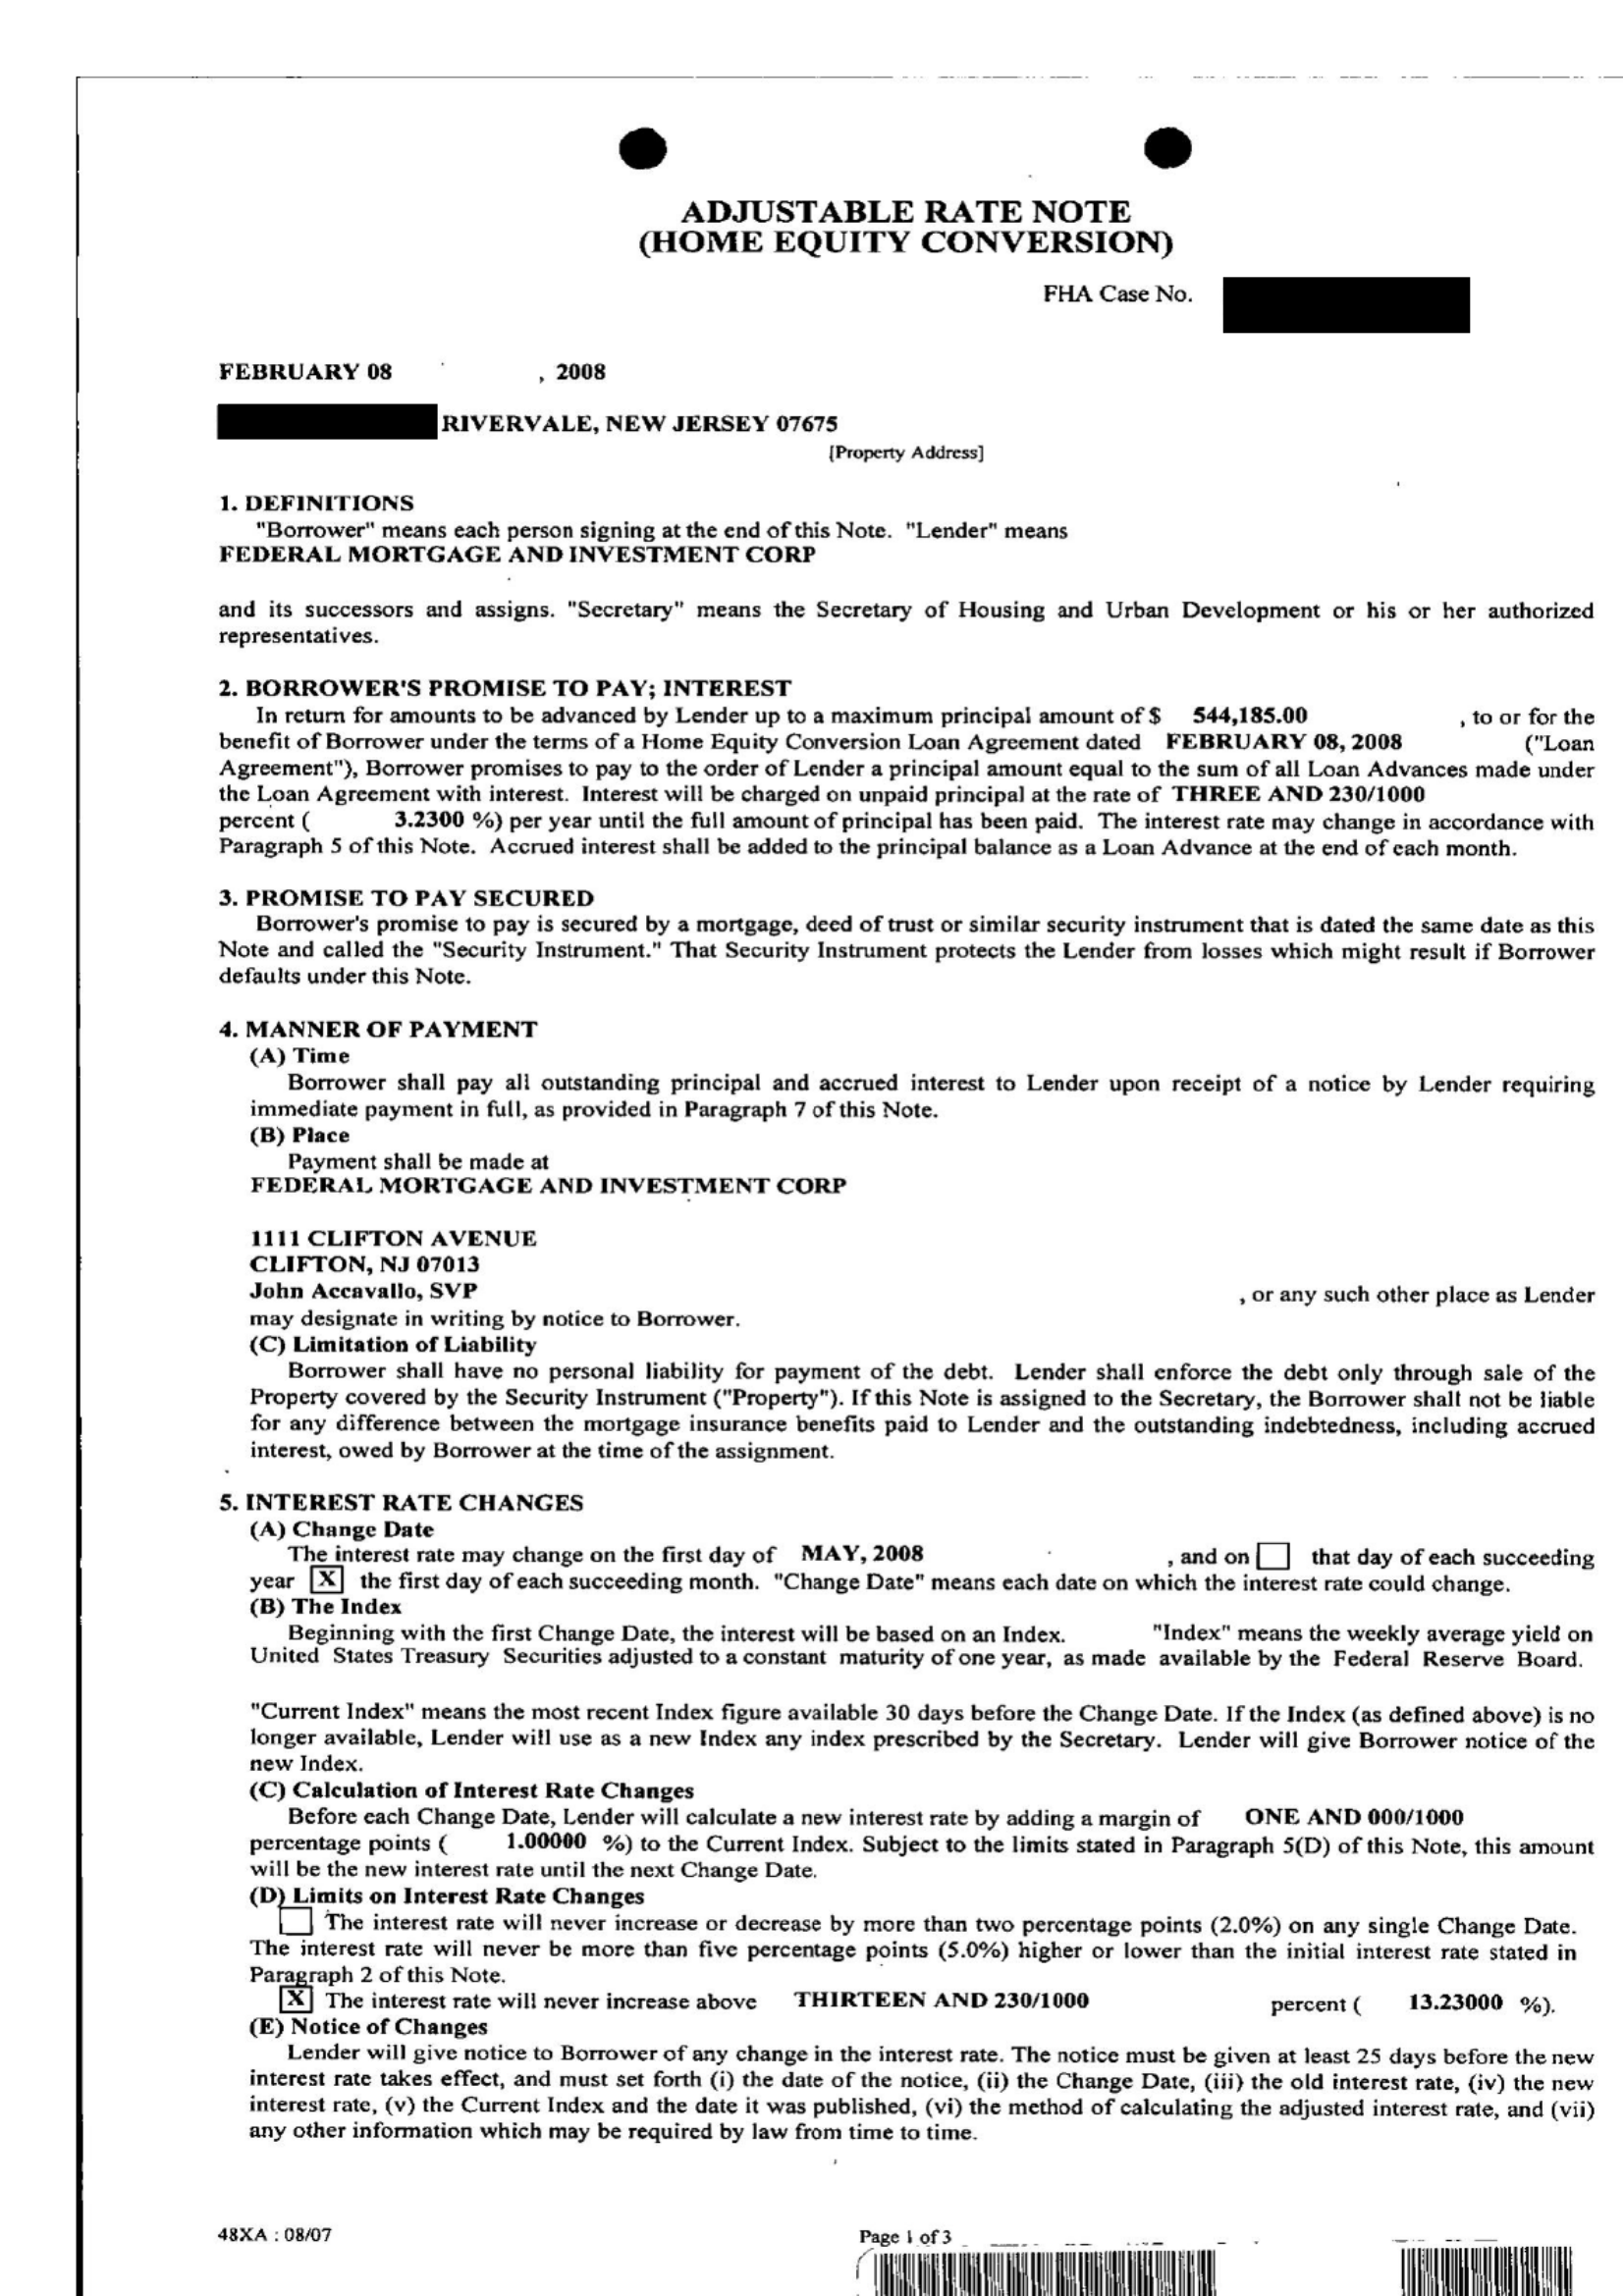 ADJUSTABLE RATE NOTE
(HOME EQUITY CONVERSION)
FHA Case No.
FEBRUARY 08 , 2008
RIVERVALE, NEW JERSEY 07675
[Property Address]
1. DEFINITIONS
"Borrower" means each person signing at the end of this Note. "Lender" means
FEDERAL MORTGAGE AND INVESTMENT CORP
and its successors and assigns. "Secretary" means the Secretary of Housing and Urban Development or his or her authorized
representatives.
2. BORROWER'S PROMISE TO PAY; INTEREST
In return for amounts to be advanced by Lender up to a maximum principal amount of $ 544,185.00 , to or for the
benefit of Borrower under the terms of a Home Equity Conversion Loan Agreement dated FEBRUARY 08, 2008 ("Loan
Agreement"), Borrower promises to pay to the order of Lender a principal amount equal to the sum of all Loan Advances made under
the Loan Agreement with interest. Interest will be charged on unpaid principal at the rate of THREE AND 230/1000
percent ( 3.2300 %) per year until the full amount of principal has been paid. The interest rate may change in accordance with
Paragraph 5 of this Note. Accrued interest shall be added to the principal balance as a Loan Advance at the end of each month.
3. PROMISE TO PAY SECURED
Borrower's promise to pay is secured by a mortgage, deed of trust or similar security instrument that is dated the same date as this
Note and called the "Security Instrument." That Security Instrument protects the Lender from losses which might result if Borrower
defaults under this Note.
4. MANNER OF PAYMENT
(A) Time
Borrower shall pay all outstanding principal and accrued interest to Lender upon receipt of a notice by Lender requiring
immediate payment in full, as provided in Paragraph 7 of this Note.
(B) Place
Payment shall be made at
FEDERAL MORTGAGE AND INVESTMENT CORP
1111 CLIFTON AVENUE
CLIFTON, NJ 07013
John Accavallo, SVP , or any such other place as Lender
may designate in writing by notice to Borrower.
(C) Limitation of Liability
Borrower shall have no personal liability for payment of the debt. Lender shall enforce the debt only through sale of the
Property covered by the Security Instrument ("Property"). If this Note is assigned to the Secretary, the Borrower shall not be liable
for any difference between the mortgage insurance benefits paid to Lender and the outstanding indebtedness, including accrued
interest, owed by Borrower at the time of the assignment.
5. INTEREST RATE CHANGES
(A) Change Date
The interest rate may change on the first day of MAY, 2008 , and on that day of each succeeding
year X the first day of each succeeding month. "Change Date" means each date on which the interest rate could change.
(B) The Index
Beginning with the first Change Date, the interest will be based on an Index. "Index" means the weekly average yield on
United States Treasury Securities adjusted to a constant maturity of one year, as made available by the Federal Reserve Board.
"Current Index" means the most recent Index figure available 30 days before the Change Date. If the Index (as defined above) is no
longer available, Lender will use as a new Index any index prescribed by the Secretary. Lender will give Borrower notice of the
new Index.
(C) Calculation of Interest Rate Changes
Before each Change Date, Lender will calculate a new interest rate by adding a margin of ONE AND 000/1000
percentage points ( 1.00000 %) to the Current Index. Subject to the limits stated in Paragraph 5(D) of this Note, this amount
will be the new interest rate until the next Change Date.
(D) Limits on Interest Rate Changes
The interest rate will never increase or decrease by more than two percentage points (2.0%) on any single Change Date.
The interest rate will never be more than five percentage points (5.0%) higher or lower than the initial interest rate stated in
Paragraph 2 of this Note.
X The interest rate will never increase above THIRTEEN AND 230/1000 percent ( 13.23000 %).
(E) Notice of Changes
Lender will give notice to Borrower of any change in the interest rate. The notice must be given at least 25 days before the new
interest rate takes effect, and must set forth (i) the date of the notice, (ii) the Change Date, (iii) the old interest rate, (iv) the new
interest rate, (v) the Current Index and the date it was published, (vi) the method of calculating the adjusted interest rate, and (vii)
any other information which may be required by law from time to time.
48XA : 08/07 Page 1 of 3